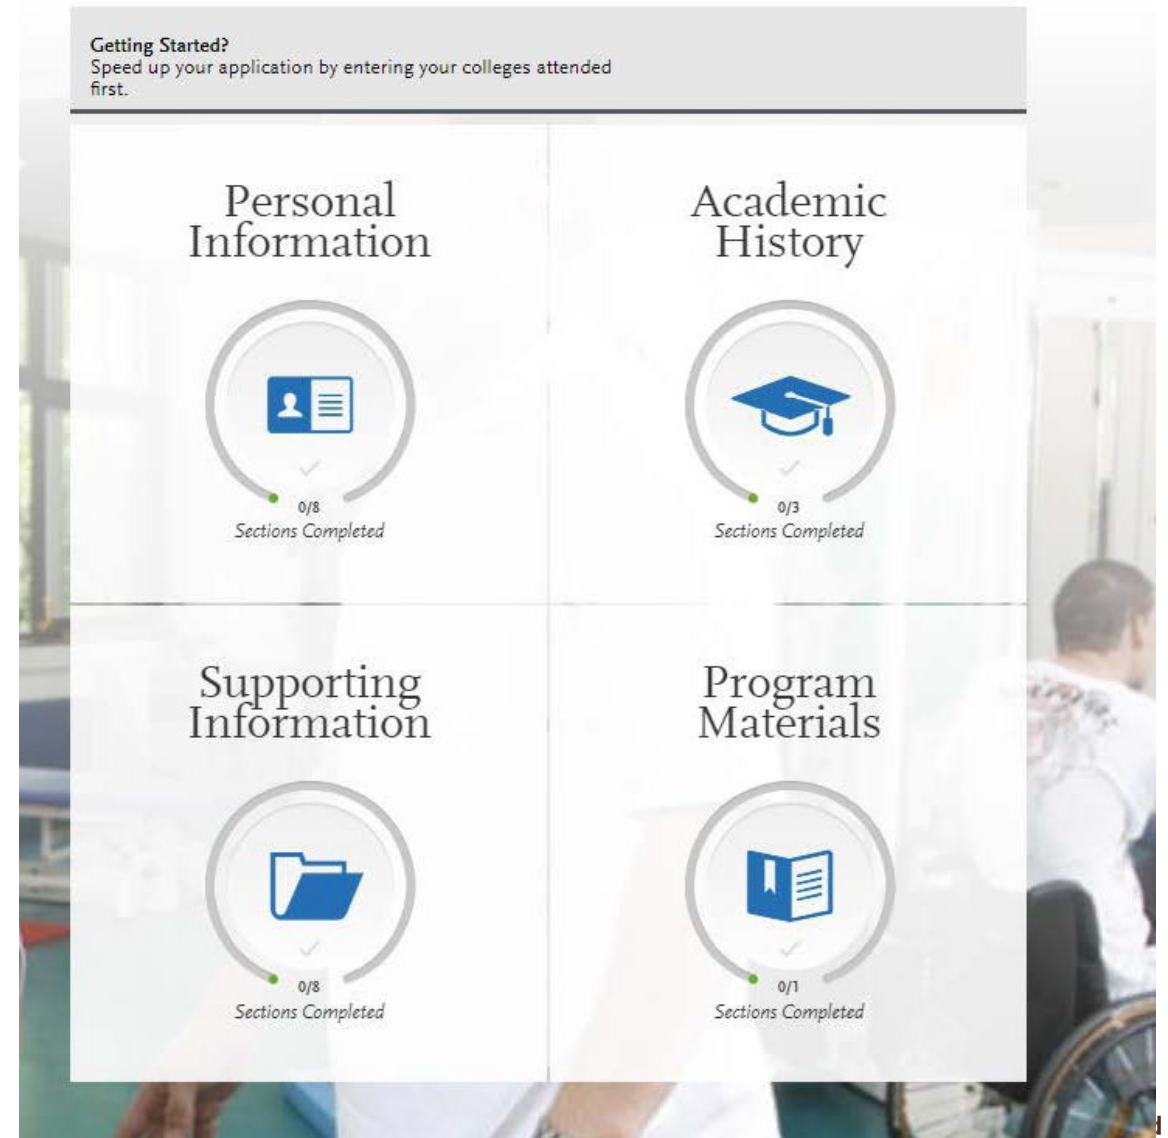 Getting Started?
Speed up your application by entering your colleges attended
first.
Personal
Information
0/8
Sections Completed
Academic
History
0/3
Sections Completed
Supporting
Information
0/8
Sections Completed
Program
Materials
0/1
Sections Completed